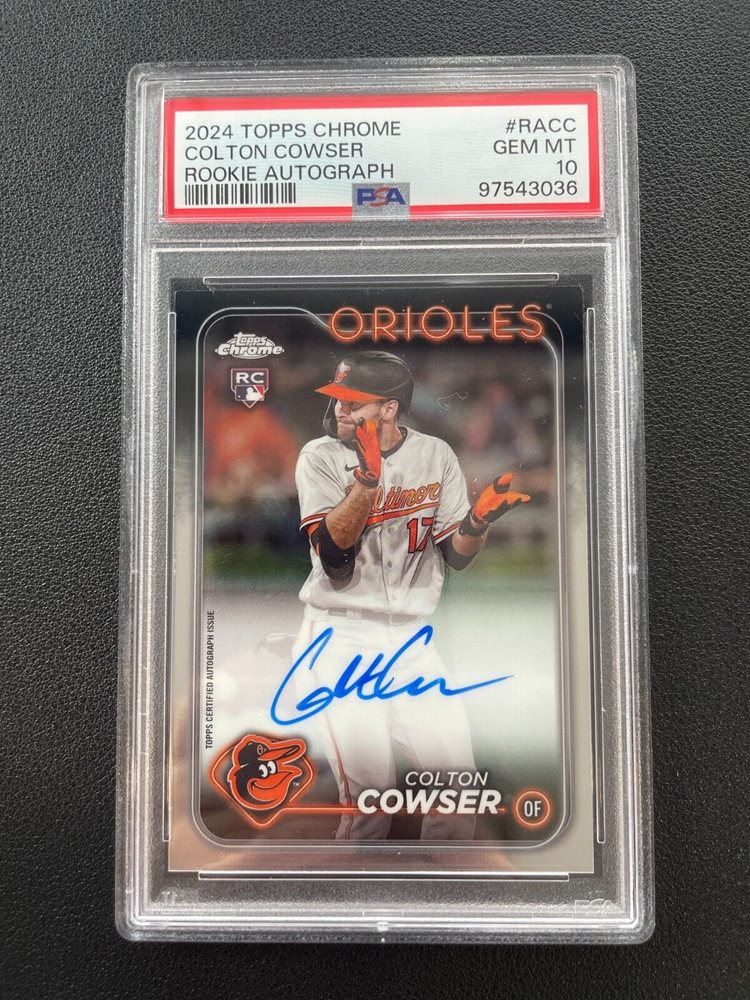 2024 TOPPS CHROME #RACC
COLTON COWSER GEM MT
ROOKIE AUTOGRAPH 10
PSA 97543036
ORIOLES
Topps
Chrome
RC
Baltimore
17
TOPPS CERTIFIED AUTOGRAPH ISSUE
COLTON
COWSER OF